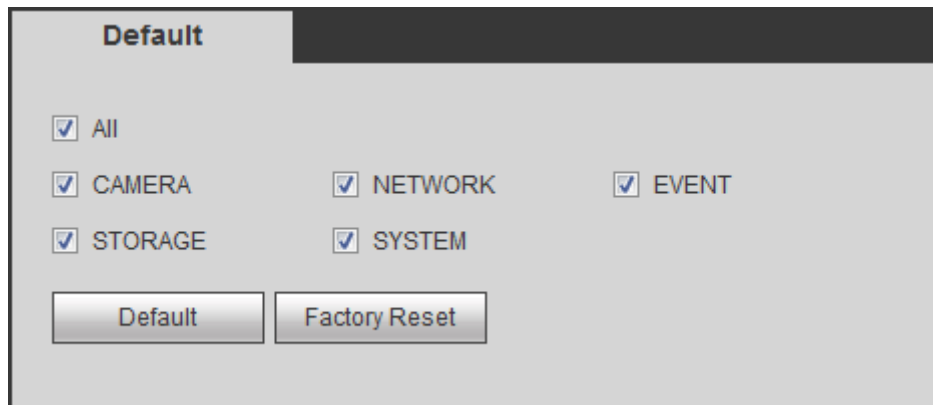 Default
All
CAMERA NETWORK EVENT
STORAGE SYSTEM
Default Factory Reset